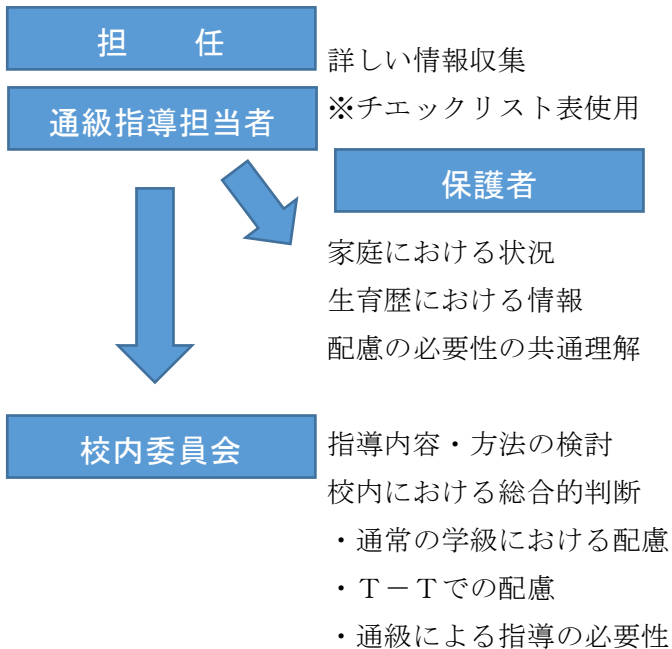 担　　任
詳しい情報収集
通級指導担当者
※チエックリスト表使用
保護者
家庭における状況
生育歴における情報
配慮の必要性の共通理解
校内委員会
指導内容・方法の検討
校内における総合的判断
・通常の学級における配慮
・Ｔ－Ｔでの配慮
・通級による指導の必要性